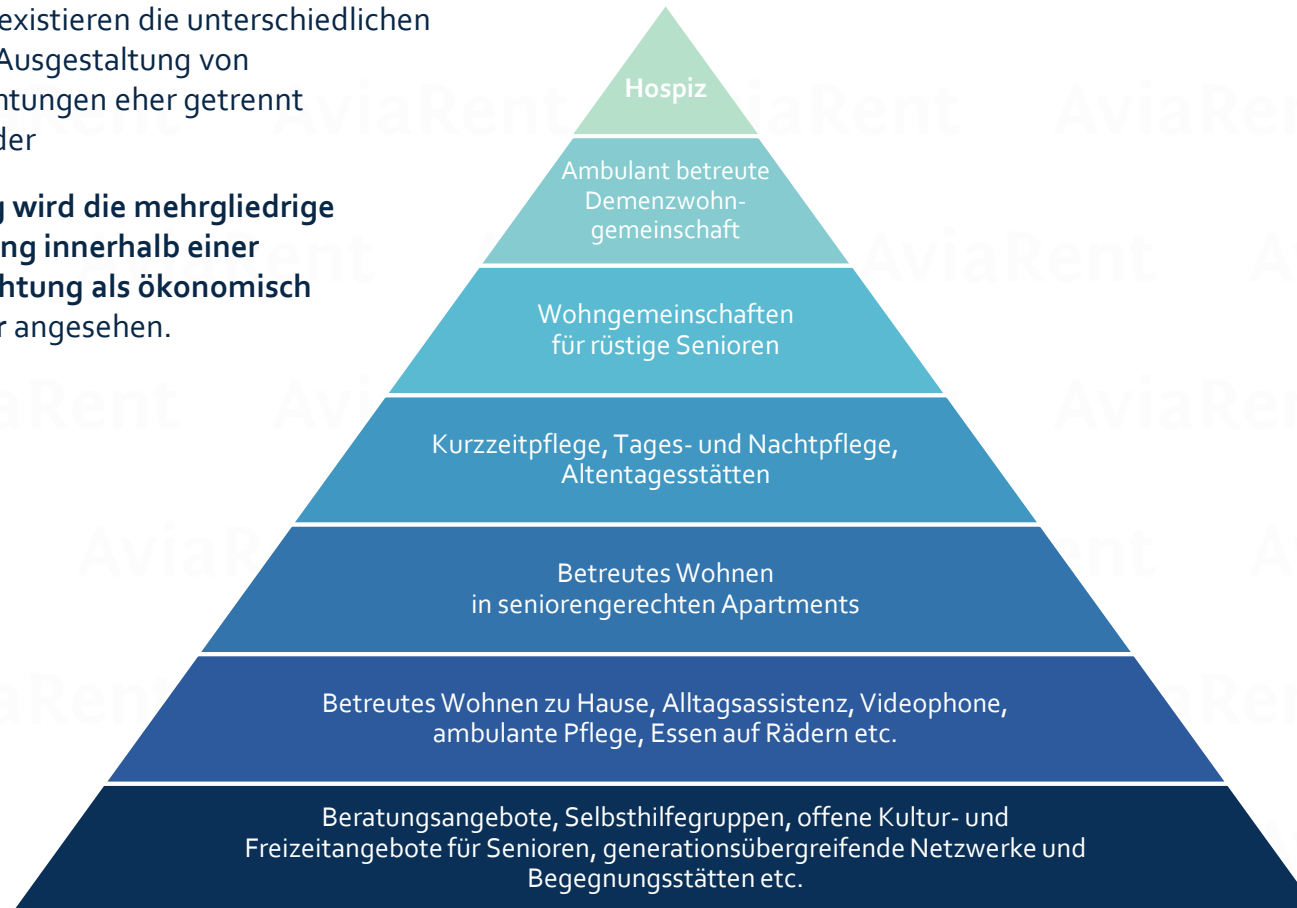 existieren die unterschiedlichen
Ausgestaltung von
htungen eher getrennt
der
g wird die mehrgliedrige
ng innerhalb einer
chtung als ökonomisch
r angesehen.
Hospiz
Ambulant betreute
Demenzwohn-
gemeinschaft
Wohngemeinschaften
für rüstige Senioren
Kurzzeitpflege, Tages- und Nachtpflege,
Altentagesstätten
Betreutes Wohnen
in seniorengerechten Apartments
Betreutes Wohnen zu Hause, Alltagsassistenz, Videophone,
ambulante Pflege, Essen auf Rädern etc.
Beratungsangebote, Selbsthilfegruppen, offene Kultur- und
Freizeitangebote für Senioren, generationsübergreifende Netzwerke und
Begegnungsstätten etc.